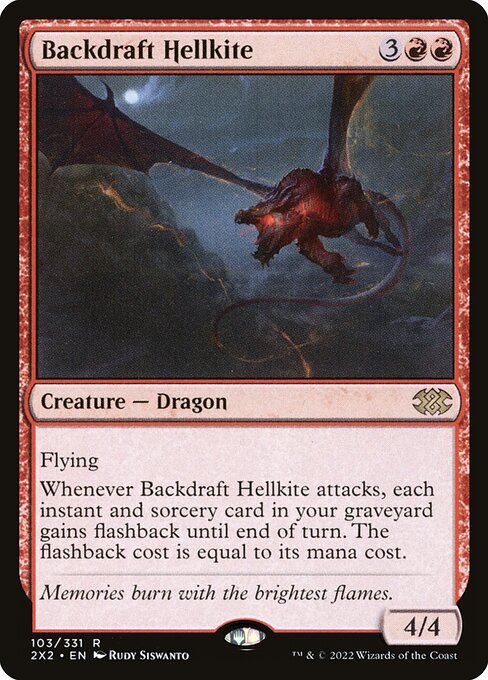 Backdraft Hellkite 3
Creature — Dragon
Flying
Whenever Backdraft Hellkite attacks, each
instant and sorcery card in your graveyard
gains flashback until end of turn. The
flashback cost is equal to its mana cost.
Memories burn with the brightest flames.
4/4
103/331 R
2X2 • EN Rudy Siswanto
™ & © 2022 Wizards of the Coast